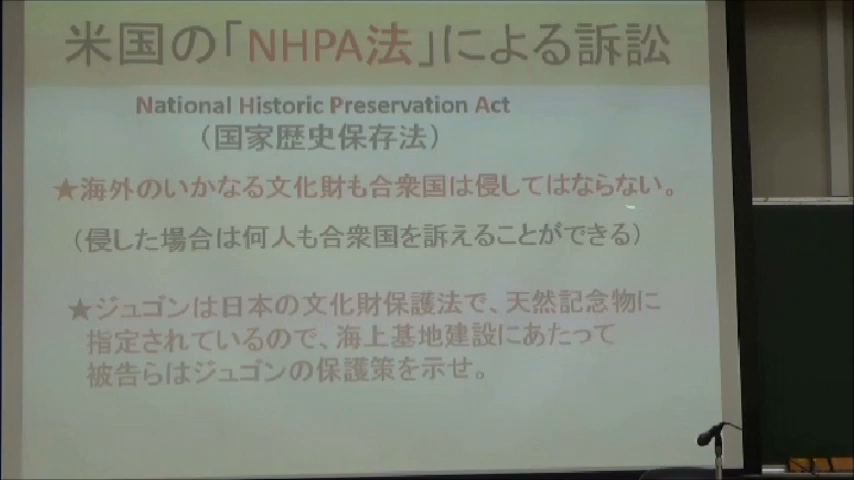 米国の「NHPA法」による訴訟
National Historic Preservation Act
（国家歴史保存法）
★海外のいかなる文化財も合衆国は侵してはならない。
（侵した場合は何人も合衆国を訴えることができる）
★ジュゴンは日本の文化財保護法で、天然記念物に
指定されているので、海上基地建設にあたって
被告らはジュゴンの保護策を示せ。